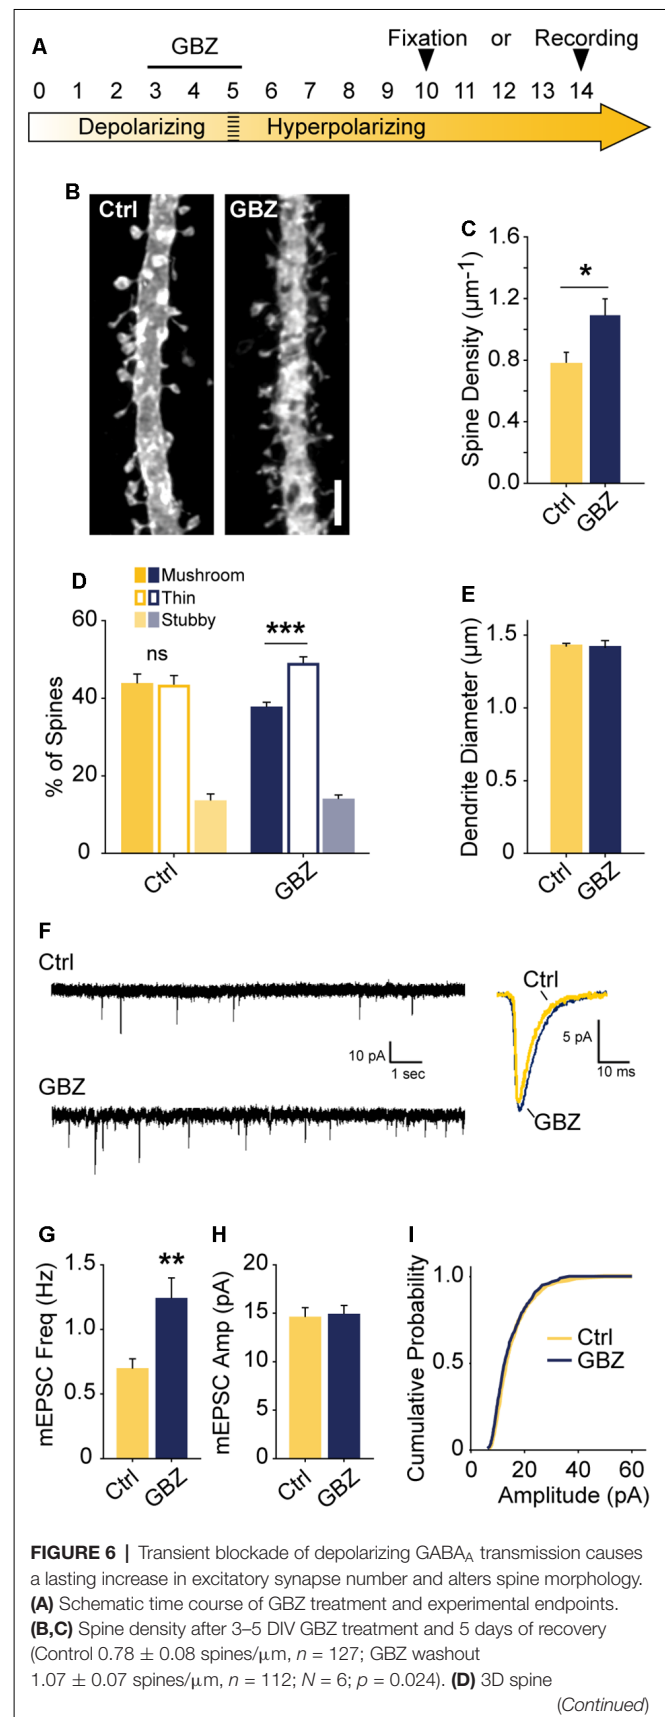 A
GBZ
Fixation or Recording
0 1 2 3 4 5 6 7 8 9 10 11 12 13 14
Depolarizing Hyperpolarizing
B
Ctrl
GBZ
C
Spine Density (µm-1)
1.6
1.2
0.8
0.4
0.0
*
Ctrl
GBZ
D
Mushroom
Thin
Stubby
% of Spines
60
40
20
0
ns
***
Ctrl
GBZ
E
Dendrite Diameter (µm)
1.5
1.0
0.5
0
Ctrl
GBZ
F
Ctrl
10 pA
1 sec
GBZ
Ctrl
5 pA
10 ms
GBZ
G
mEPSC Freq (Hz)
1.5
1.0
0.5
0
**
Ctrl
GBZ
H
mEPSC Amp (pA)
20
15
10
5
0
Ctrl
GBZ
I
Cumulative Probability
1.0
0.5
0
Ctrl
GBZ
0 20 40 60
Amplitude (pA)
FIGURE 6 | Transient blockade of depolarizing GABAA transmission causes
a lasting increase in excitatory synapse number and alters spine morphology.
(A) Schematic time course of GBZ treatment and experimental endpoints.
(B,C) Spine density after 3–5 DIV GBZ treatment and 5 days of recovery
(Control 0.78 ± 0.08 spines/µm, n = 127; GBZ washout
1.07 ± 0.07 spines/µm, n = 112; N = 6; p = 0.024). (D) 3D spine
(Continued)